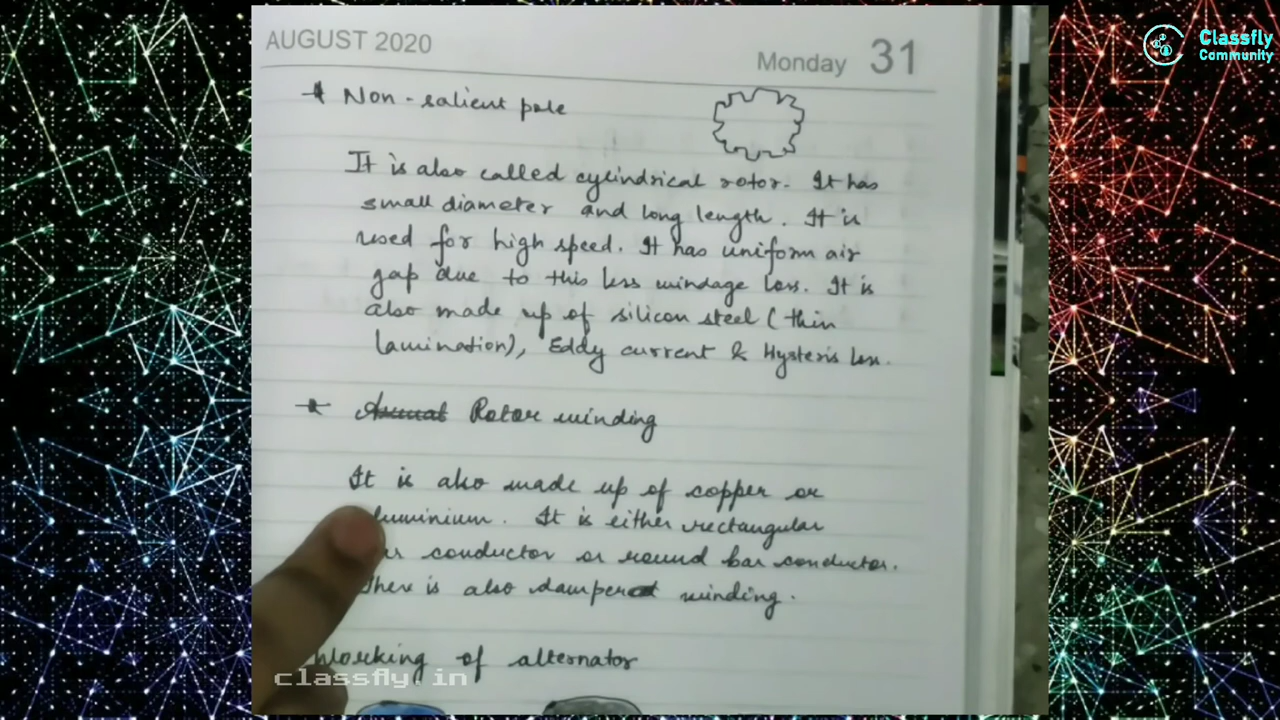 AUGUST 2020
Monday 31
Classfly
Community
Non-salient pole
It is also called cylindrical rotor. It has
small diameter and long length. It is
used for high speed. It has uniform air
gap due to this less windage loss. It is
also made up of silicon steel (thin
lamination), Eddy current & Hysteris loss.
Rotor winding
It is also made up of copper or
luminium. It is either rectangular
conductor or round bar conductor.
There is also damper winding.
Working of alternator
classfly.in